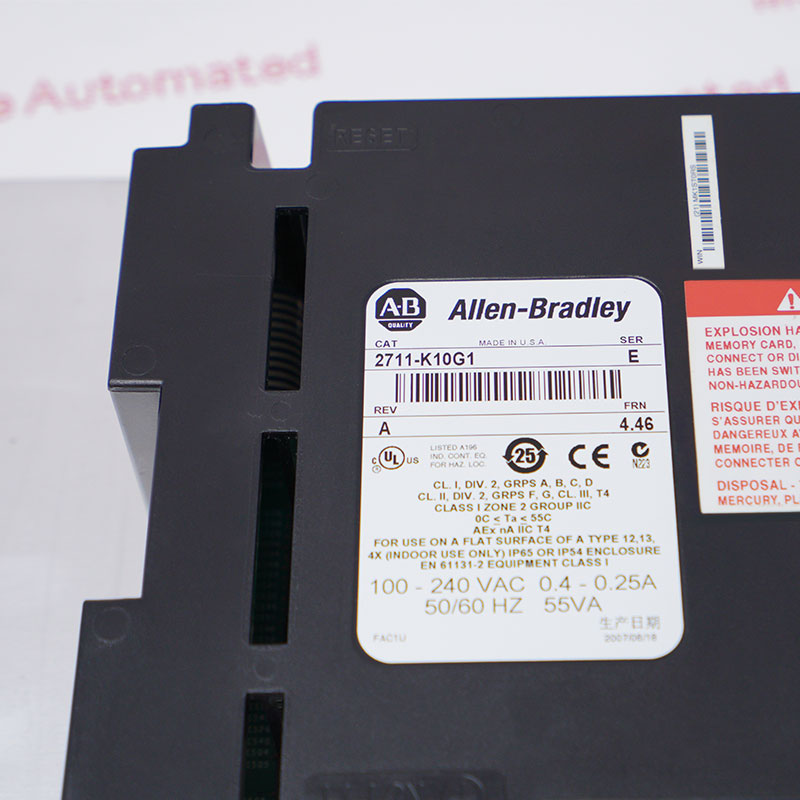 Automated
RESET
WIN
A-B
QUALITY
Allen-Bradley
CAT
MADE IN U.S.A.
SER
2711-K10G1
E
REV
FRN
A
4.46
C UL US
LISTED A196
IND. CONT. EQ.
FOR HAZ. LOC.
25
CE
N223
CL. I, DIV. 2, GRPS A, B, C, D
CL. II, DIV. 2, GRPS F, G, CL. III, T4
CLASS I ZONE 2 GROUP IIC
0C ≤ Ta ≤ 55C
AEx nA IIC T4
FOR USE ON A FLAT SURFACE OF A TYPE 12,13,
4X (INDOOR USE ONLY) IP65 OR IP54 ENCLOSURE
EN 61131-2 EQUIPMENT CLASS I
100 - 240 VAC 0.4 - 0.25A
50/60 HZ 55VA
生产日期
FAC1U
2007/06/18
EXPLOSION HA
MEMORY CARD,
CONNECT OR DI
HAS BEEN SWIT
NON-HAZARDOU
RISQUE D'EXP
S'ASSURER QU
DANGEREUX A
MOIRE, DE
CONNECTER O
DISPOSAL -
MERCURY, PL